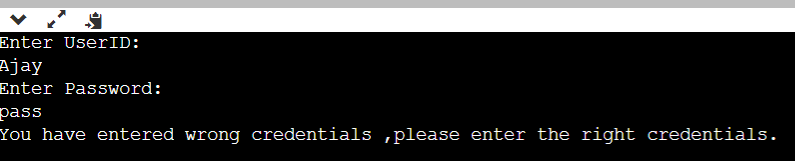 Enter UserID:
Ajay
Enter Password:
pass
You have entered wrong credentials ,please enter the right credentials.